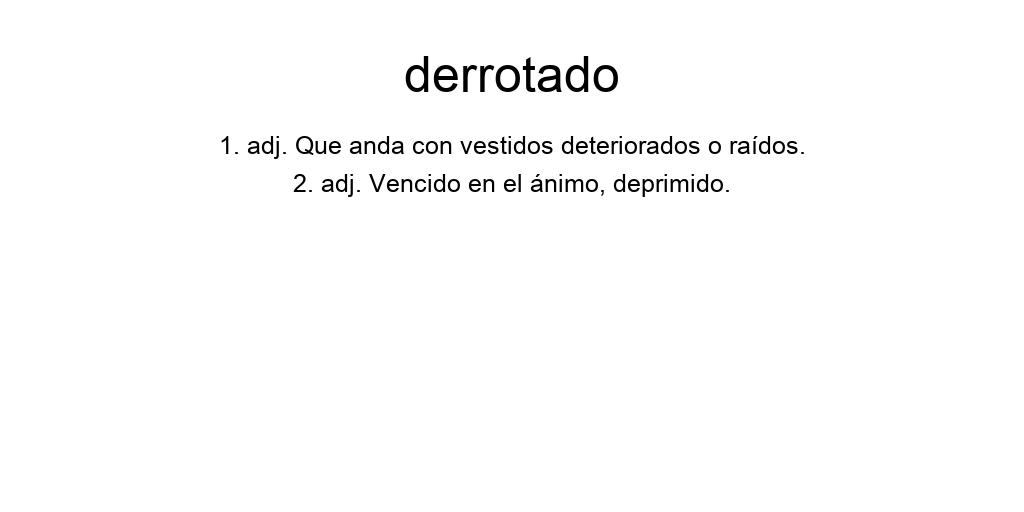 derrotado
1. adj. Que anda con vestidos deteriorados o raídos.
2. adj. Vencido en el ánimo, deprimido.